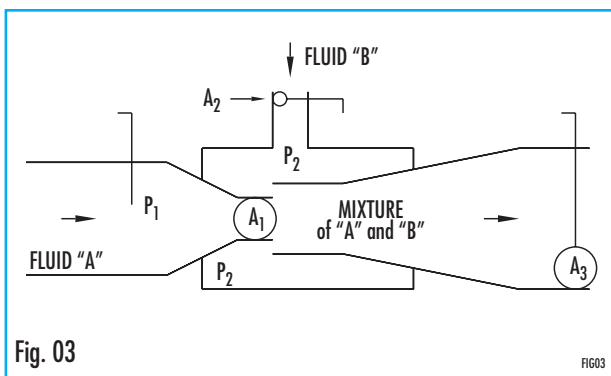 FLUID “B”
A2
P2
P1
A1
MIXTURE
of “A” and “B”
FLUID “A”
P2
A3
Fig. 03
FIG03